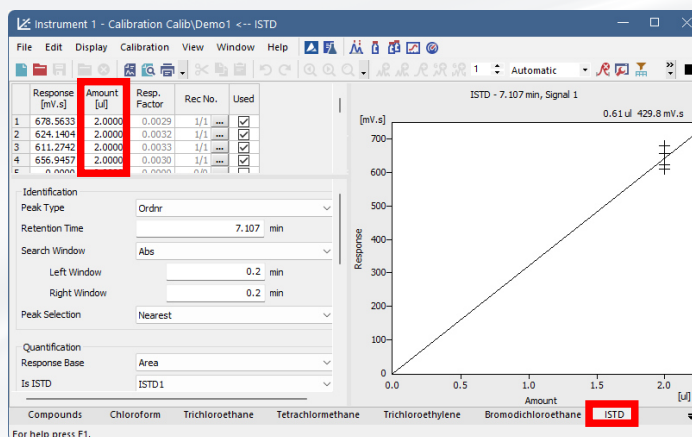 Instrument 1 - Calibration Calib\Demo1 <-- ISTD
File Edit Display Calibration View Window Help
1 Automatic
Response [mV.s] Amount [ul] Resp. Factor Rec No. Used
1 678.5633 2.0000 0.0029 1/1 ...
2 624.1404 2.0000 0.0032 1/1 ...
3 611.2742 2.0000 0.0033 1/1 ...
4 656.9457 2.0000 0.0030 1/1 ...
5 0.0000 0.0000 0.0000 0/0 ...
Identification
Peak Type Ordnr
Retention Time 7.107 min
Search Window Abs
Left Window 0.2 min
Right Window 0.2 min
Peak Selection Nearest
Quantification
Response Base Area
Is ISTD ISTD1
ISTD - 7.107 min, Signal 1
0.61 ul 429.8 mV.s
[mV.s]
700
600
500
400
300
200
100
0
Response
0.0 0.5 1.0 1.5 2.0
Amount [ul]
Compounds Chloroform Trichloroethane Tetrachlormethane Trichloroethylene Bromodichloroethane ISTD
For help press F1.